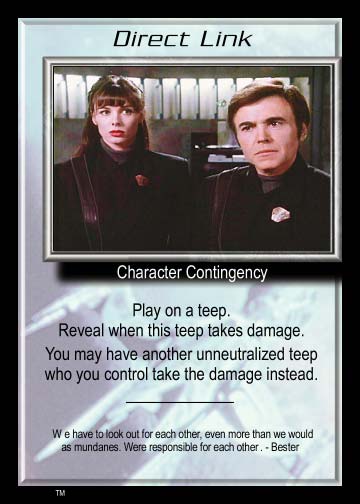 Direct Link
Character Contingency
Play on a teep.
Reveal when this teep takes damage.
You may have another unneutralized teep
who you control take the damage instead.
W e have to look out for each other, even more than we would
as mundanes. Were responsible for each other . - Bester
TM